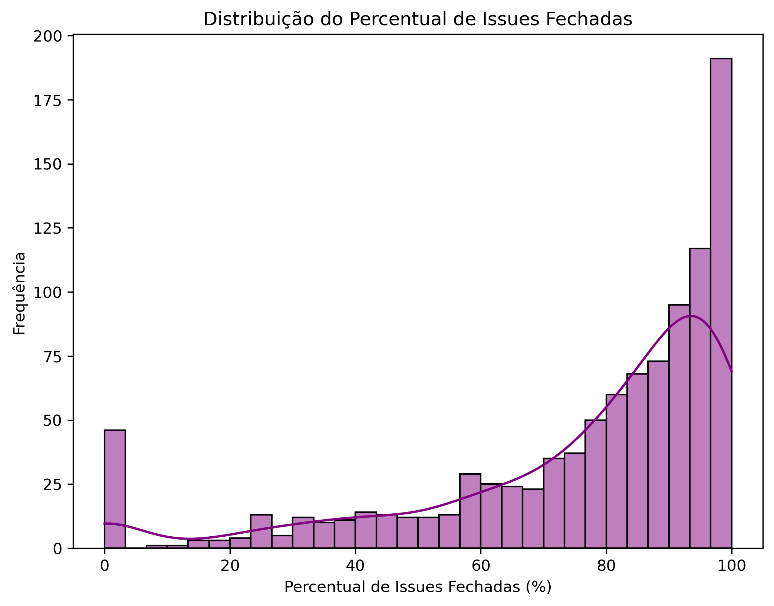 Distribuição do Percentual de Issues Fechadas
200
175
150
125
100
75
50
25
0
Frequência
0 20 40 60 80 100
Percentual de Issues Fechadas (%)